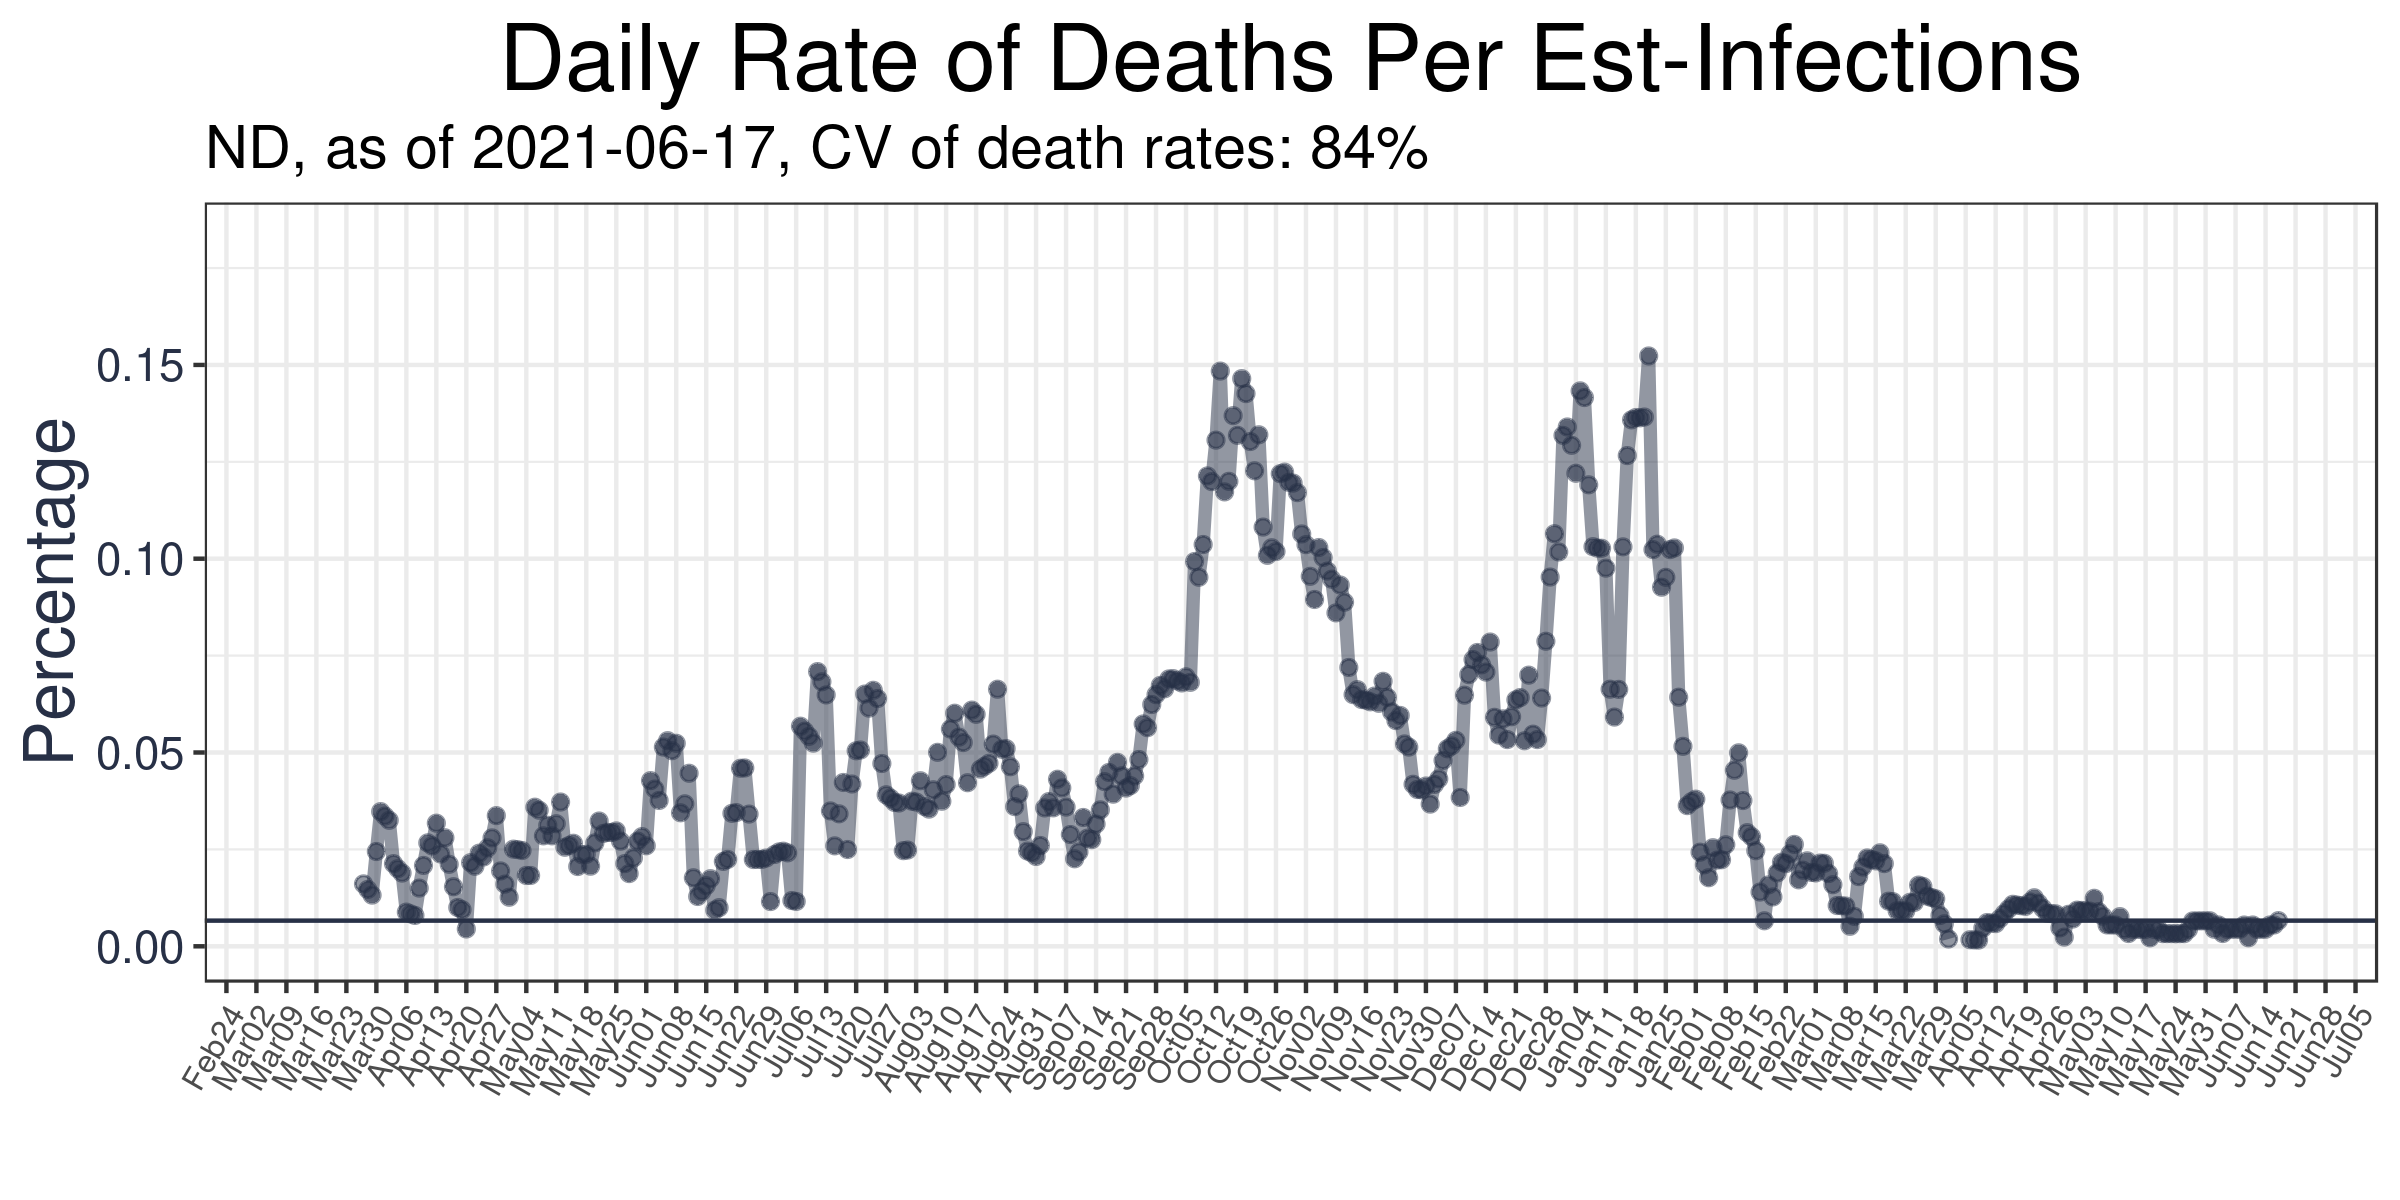 Daily Rate of Deaths Per Est-Infections
ND, as of 2021-06-17, CV of death rates: 84%
Percentage
0.15
0.10
0.05
0.00
Feb24
Mar02
Mar09
Mar16
Mar23
Mar30
Apr06
Apr13
Apr20
Apr27
May04
May11
May18
May25
Jun01
Jun08
Jun15
Jun22
Jun29
Jul06
Jul13
Jul20
Jul27
Aug03
Aug10
Aug17
Aug24
Aug31
Sep07
Sep14
Sep21
Sep28
Oct05
Oct12
Oct19
Oct26
Nov02
Nov09
Nov16
Nov23
Nov30
Dec07
Dec14
Dec21
Dec28
Jan04
Jan11
Jan18
Jan25
Feb01
Feb08
Feb15
Feb22
Mar01
Mar08
Mar15
Mar22
Mar29
Apr05
Apr12
Apr19
Apr26
May03
May10
May17
May24
May31
Jun07
Jun14
Jun21
Jun28
Jul05